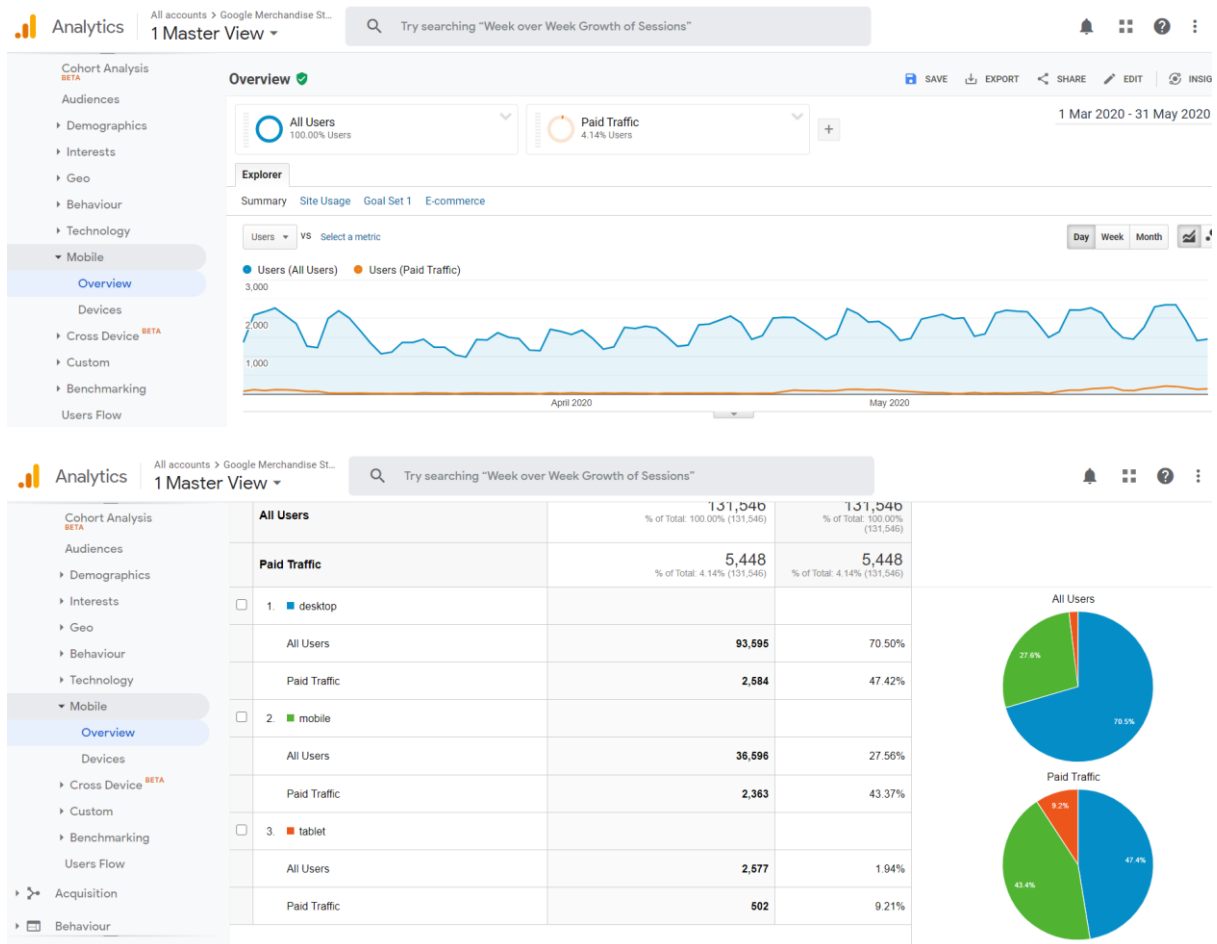 All accounts > Google Merchandise St...
Analytics
1 Master View
Try searching “Week over Week Growth of Sessions”
Cohort Analysis
BETA
Audiences
Demographics
Interests
Geo
Behaviour
Technology
Mobile
Overview
Devices
Cross Device BETA
Custom
Benchmarking
Users Flow
Overview
SAVE
EXPORT
SHARE
EDIT
INSIG
All Users
100.00% Users
Paid Traffic
4.14% Users
+
1 Mar 2020 - 31 May 2020
Explorer
Summary Site Usage Goal Set 1 E-commerce
Users VS Select a metric
Day Week Month
Users (All Users) Users (Paid Traffic)
3,000
2,000
1,000
April 2020 May 2020
All accounts > Google Merchandise St...
Analytics
1 Master View
Try searching “Week over Week Growth of Sessions”
Cohort Analysis
BETA
Audiences
Demographics
Interests
Geo
Behaviour
Technology
Mobile
Overview
Devices
Cross Device BETA
Custom
Benchmarking
Users Flow
Acquisition
Behaviour
All Users 131,546 131,546
% of Total: 100.00% (131,546) % of Total: 100.00%
(131,546)
Paid Traffic 5,448 5,448
% of Total: 4.14% (131,546) % of Total: 4.14% (131,546)
1. desktop
All Users 93,595 70.50%
Paid Traffic 2,584 47.42%
2. mobile
All Users 36,596 27.56%
Paid Traffic 2,363 43.37%
3. tablet
All Users 2,577 1.94%
Paid Traffic 502 9.21%
All Users
27.6%
70.5%
Paid Traffic
9.2%
47.4%
43.4%